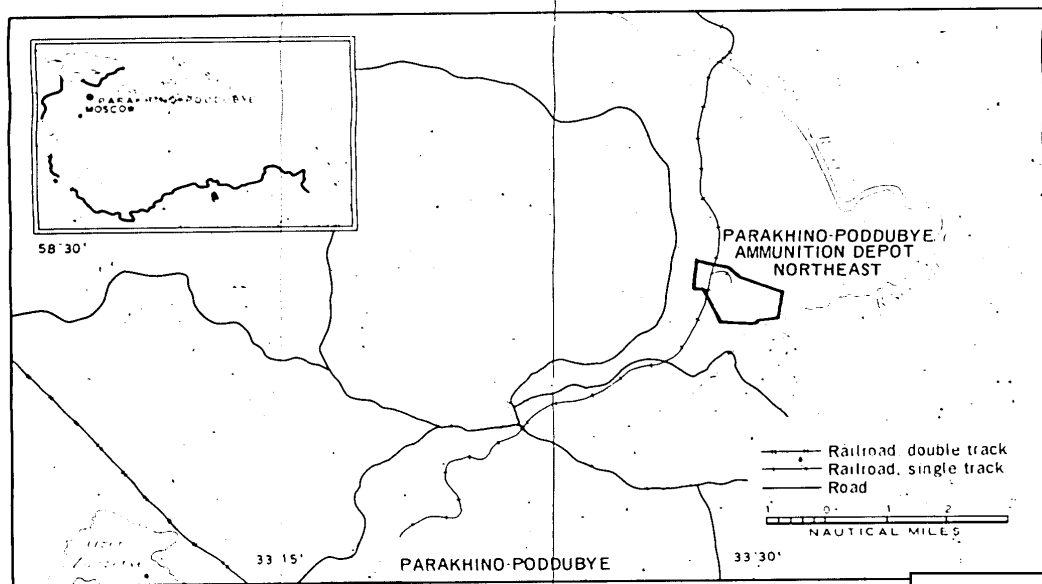 PARAKHINO-PODDUBYE
MOSCOW
58°30'
PARAKHINO-PODDUBYE
AMMUNITION DEPOT
NORTHEAST
Railroad, double track
Railroad, single track
Road
1 0 1 2
NAUTICAL MILES
33°15'
PARAKHINO-PODDUBYE
33°30'